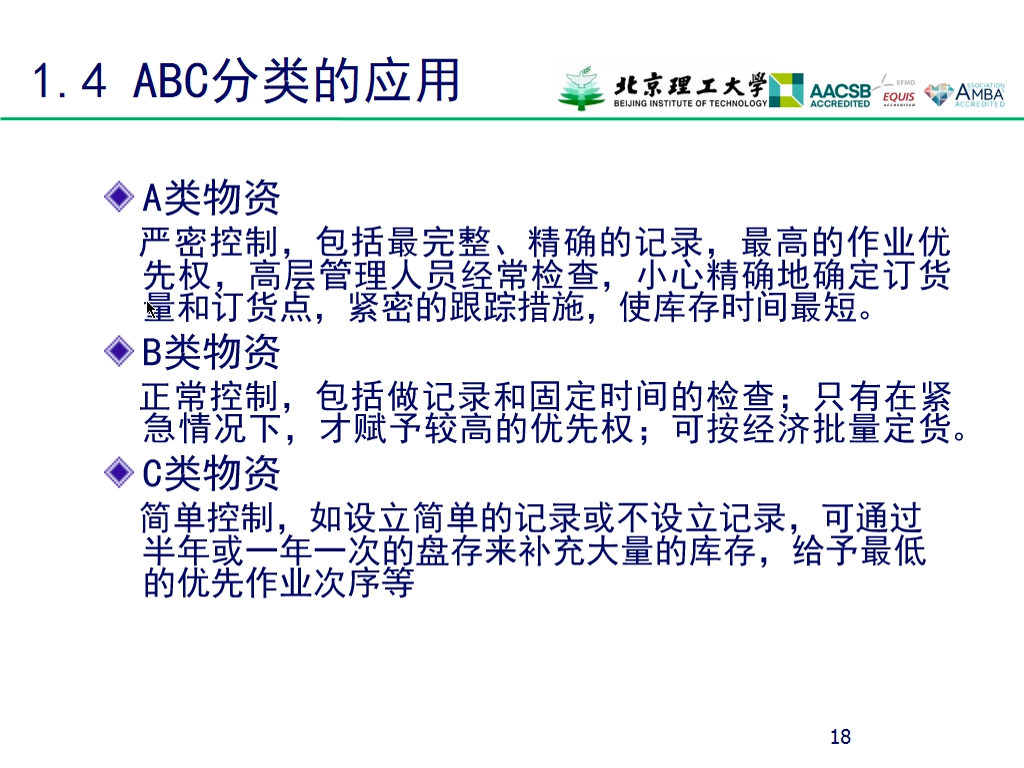 1.4 ABC分类的应用
北京理工大学
BEIJING INSTITUTE OF TECHNOLOGY
AACSB
ACCREDITED
EFMD
EQUIS
ACCREDITED
ASSOCIATION
AMBA
ACCREDITED
A类物资
严密控制，包括最完整、精确的记录，最高的作业优
先权，高层管理人员经常检查，小心精确地确定订货
量和订货点，紧密的跟踪措施，使库存时间最短。
B类物资
正常控制，包括做记录和固定时间的检查；只有在紧
急情况下，才赋予较高的优先权；可按经济批量定货。
C类物资
简单控制，如设立简单的记录或不设立记录，可通过
半年或一年一次的盘存来补充大量的库存，给予最低
的优先作业次序等
18